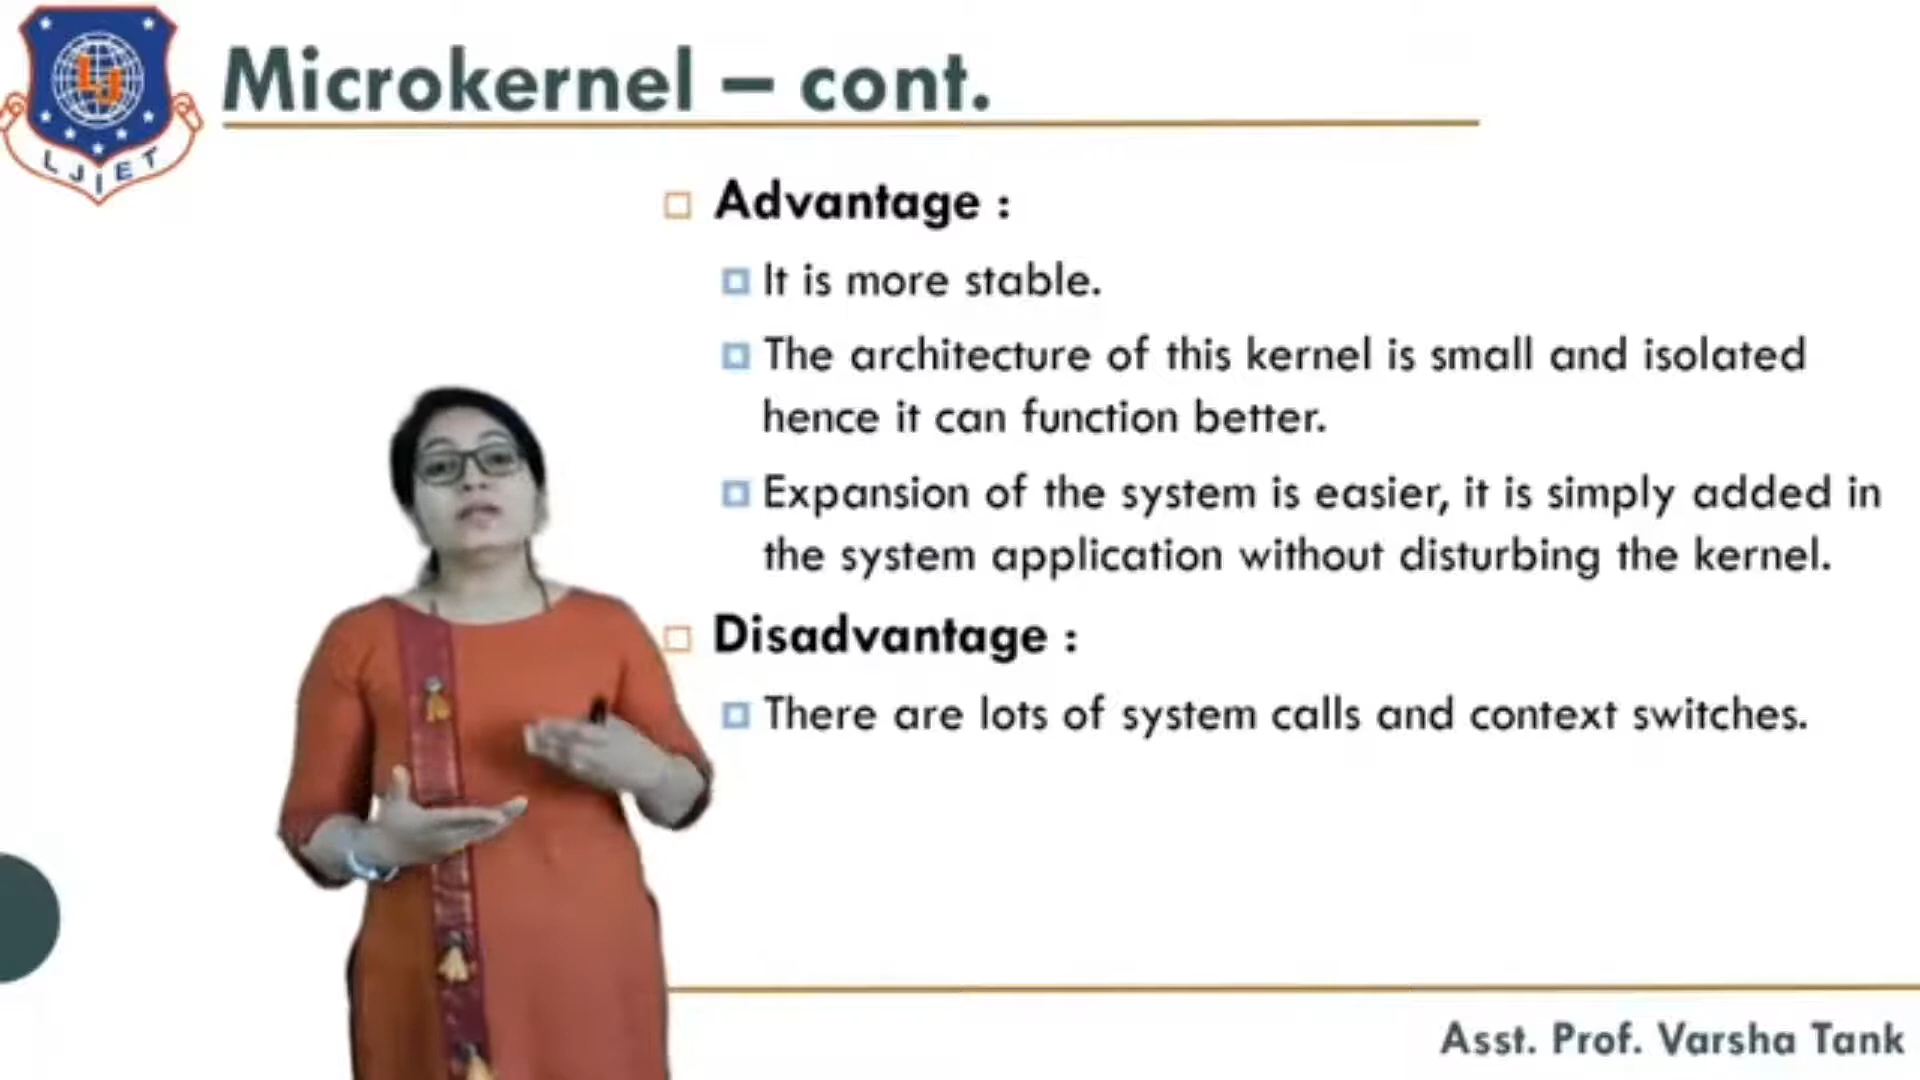 LJIET
Microkernel – cont.
Advantage :
It is more stable.
The architecture of this kernel is small and isolated
hence it can function better.
Expansion of the system is easier, it is simply added in
the system application without disturbing the kernel.
Disadvantage :
There are lots of system calls and context switches.
Asst. Prof. Varsha Tank